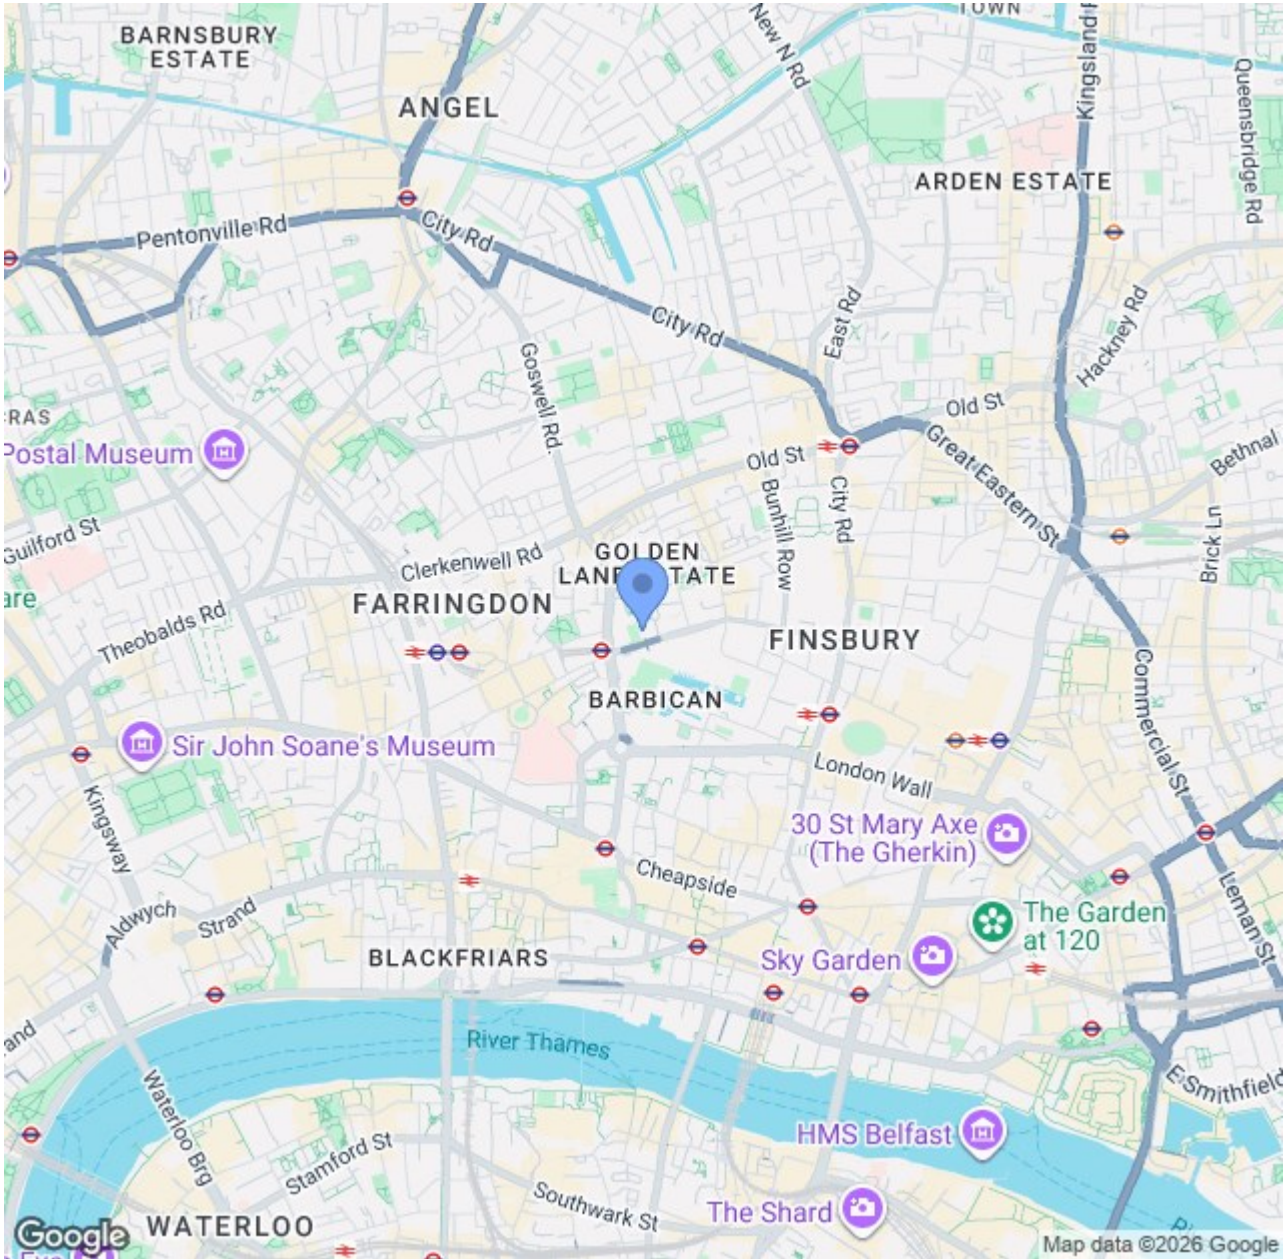 TOWN
BARNSBURY
ESTATE
New N Rd
Kingsland
Queensbridge Rd
ANGEL
ARDEN ESTATE
Pentonville Rd
City Rd
City Rd
East Rd
Hackney Rd
Goswell Rd.
RAS
Old St
Postal Museum
Old St
Great Eastern St
Bethnal
Bunhill Row
City Rd
Brick Ln
Guilford St
Clerkenwell Rd
GOLDEN
LANE ESTATE
are
FARRINGDON
Theobalds Rd
FINSBURY
BARBICAN
Commercial St
Sir John Soane's Museum
London Wall
Kingsway
30 St Mary Axe
(The Gherkin)
Cheapside
Leman St
Aldwych
Strand
The Garden
at 120
BLACKFRIARS
Sky Garden
and
River Thames
E Smithfield
Waterloo Brg
HMS Belfast
Stamford St
Southwark St
The Shard
WATERLOO
Google
Map data ©2026 Google